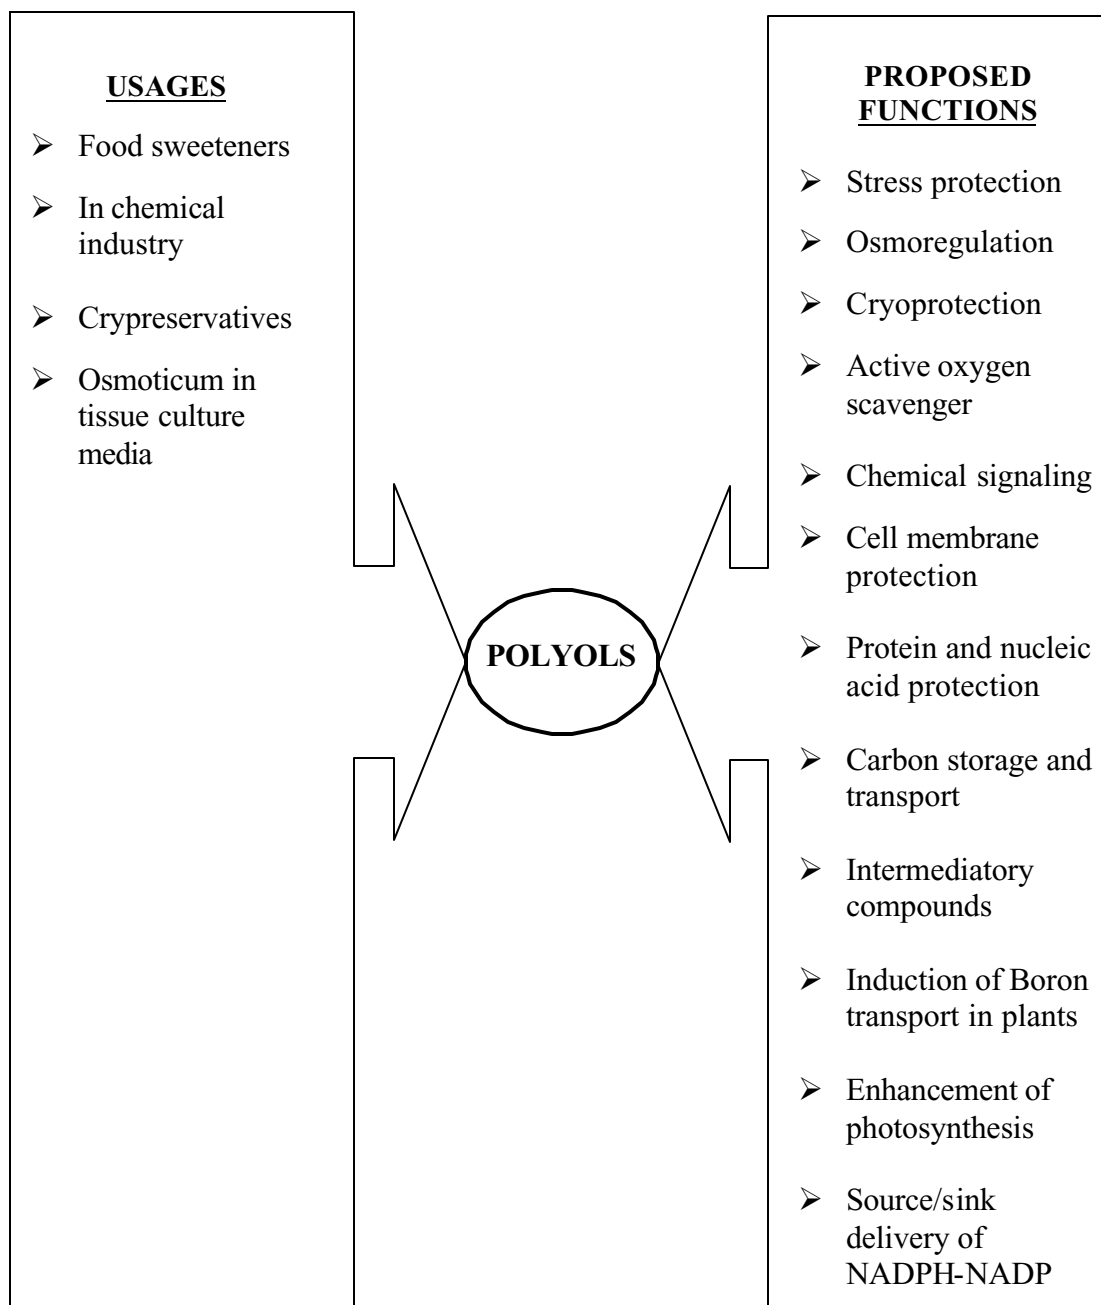 USAGES
➢ Food sweeteners
➢ In chemical
industry
➢ Crypreservatives
➢ Osmoticum in
tissue culture
media
POLYOLS
PROPOSED
FUNCTIONS
➢ Stress protection
➢ Osmoregulation
➢ Cryoprotection
➢ Active oxygen
scavenger
➢ Chemical signaling
➢ Cell membrane
protection
➢ Protein and nucleic
acid protection
➢ Carbon storage and
transport
➢ Intermediatory
compounds
➢ Induction of Boron
transport in plants
➢ Enhancement of
photosynthesis
➢ Source/sink
delivery of
NADPH-NADP